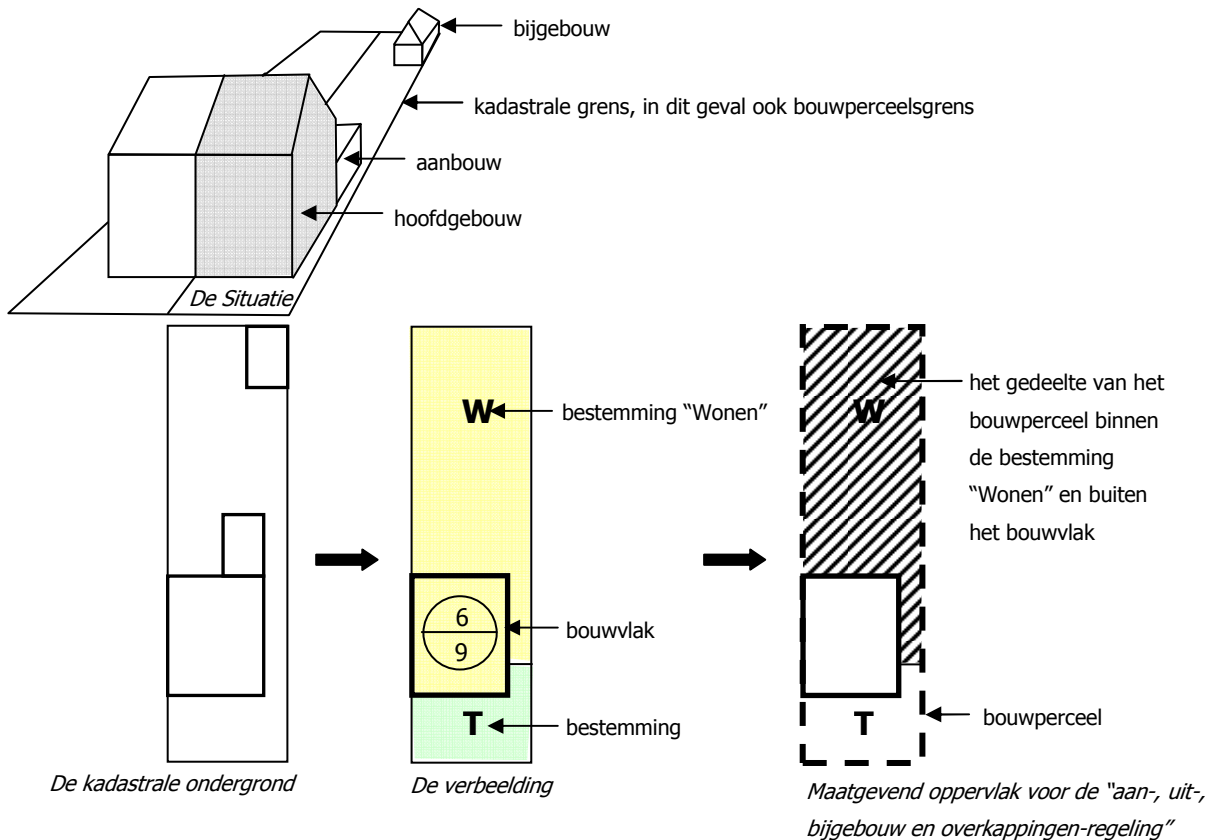 bijgebouw
kadastrale grens, in dit geval ook bouwperceelsgrens
aanbouw
hoofdgebouw
De Situatie
De kadastrale ondergrond
W
bestemming “Wonen”
6
9
bouwvlak
T
bestemming
De verbeelding
W
het gedeelte van het
bouwperceel binnen
de bestemming
“Wonen” en buiten
het bouwvlak
T
bouwperceel
Maatgevend oppervlak voor de “aan-, uit-,
bijgebouw en overkappingen-regeling”